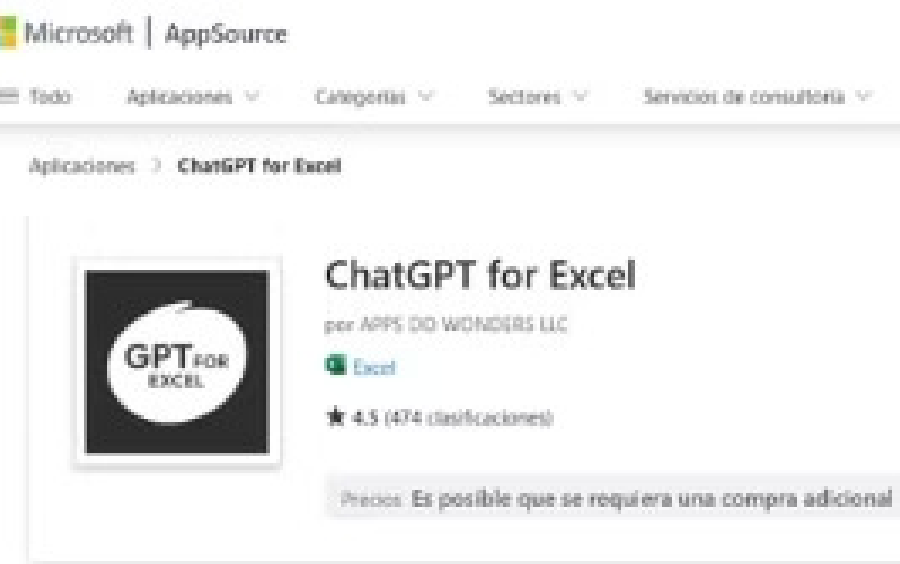 Microsoft | AppSource
Todo Aplicaciones Categorías Sectores Servicios de consultoría
Aplicaciones > ChatGPT for Excel
ChatGPT for Excel
por APPS DO WONDERS LLC
GPT FOR
EXCEL
Excel
4.5 (474 clasificaciones)
Precios Es posible que se requiera una compra adicional